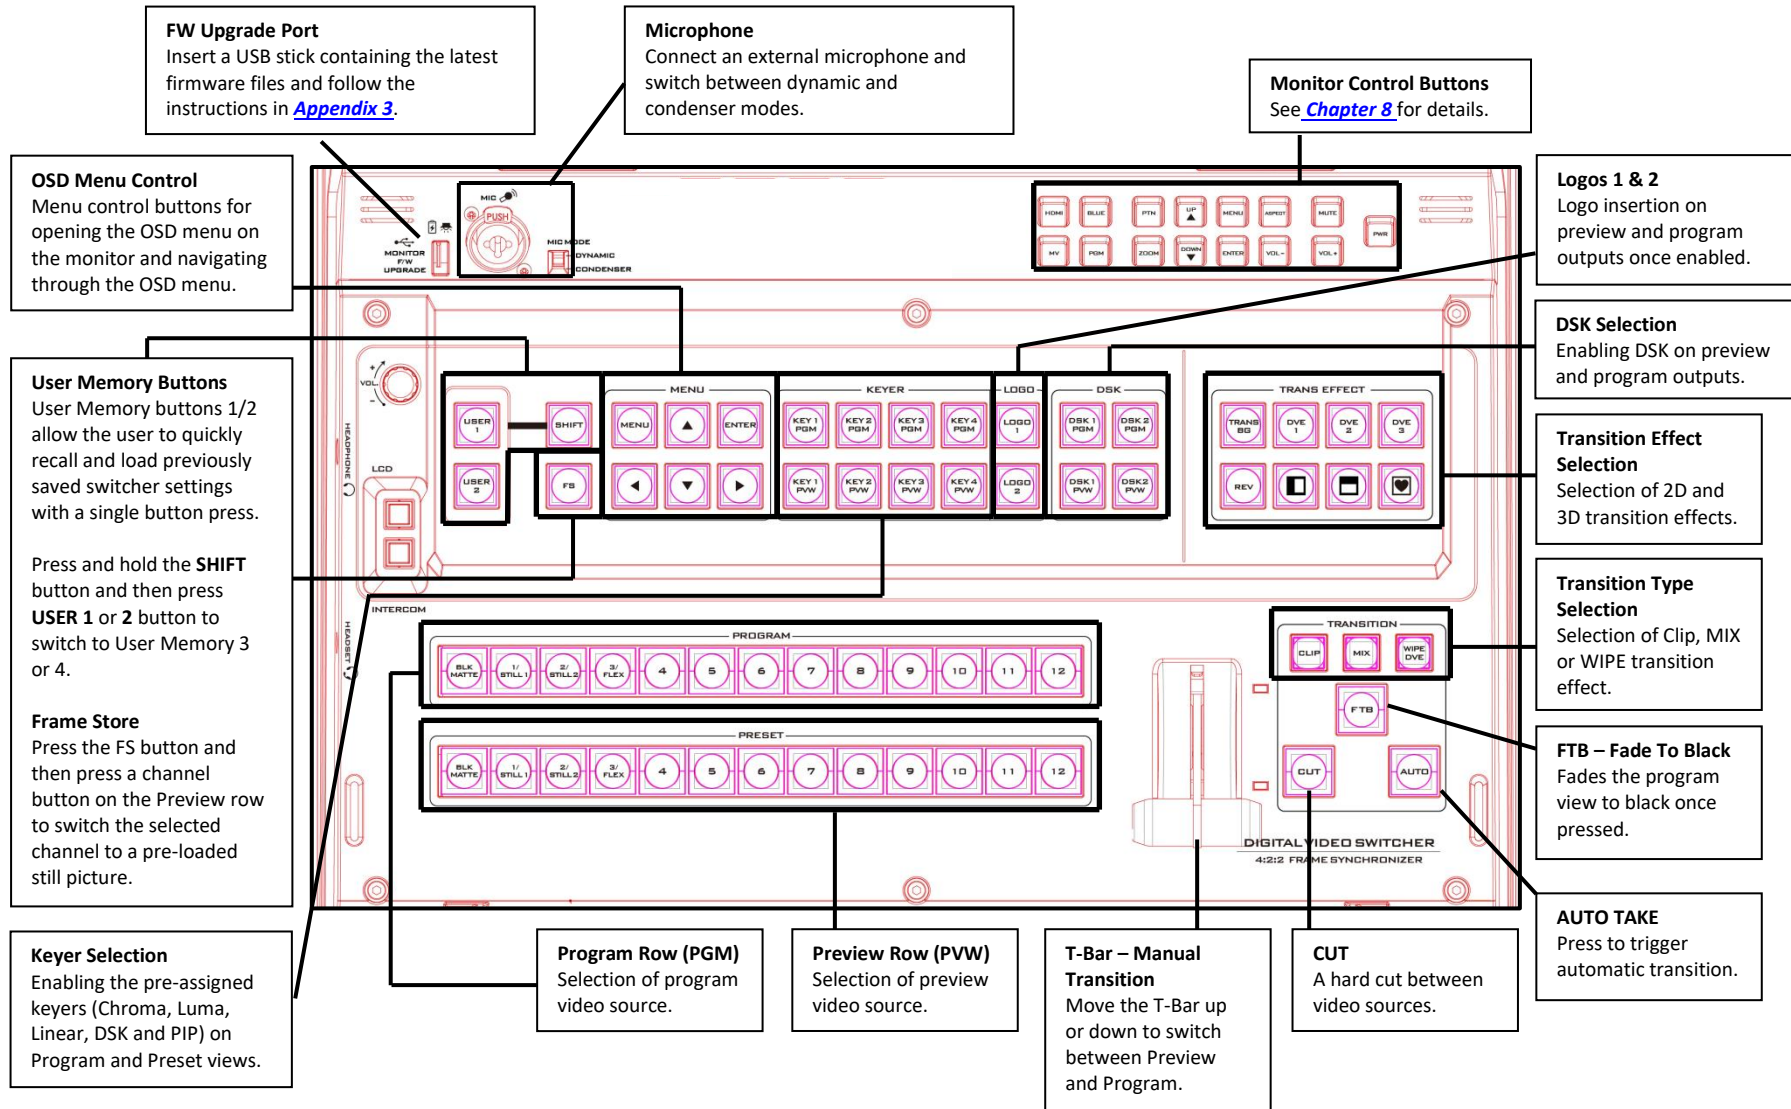 FW Upgrade Port
Insert a USB stick containing the latest
firmware files and follow the
instructions in Appendix 3.
Microphone
Connect an external microphone and
switch between dynamic and
condenser modes.
Monitor Control Buttons
See Chapter 8 for details.
OSD Menu Control
Menu control buttons for
opening the OSD menu on
the monitor and navigating
through the OSD menu.
Logos 1 & 2
Logo insertion on
preview and program
outputs once enabled.
DSK Selection
Enabling DSK on preview
and program outputs.
User Memory Buttons
User Memory buttons 1/2
allow the user to quickly
recall and load previously
saved switcher settings
with a single button press.
Press and hold the SHIFT
button and then press
USER 1 or 2 button to
switch to User Memory 3
or 4.
Frame Store
Press the FS button and
then press a channel
button on the Preview row
to switch the selected
channel to a pre-loaded
still picture.
Transition Effect
Selection
Selection of 2D and
3D transition effects.
Transition Type
Selection
Selection of Clip, MIX
or WIPE transition
effect.
FTB – Fade To Black
Fades the program
view to black once
pressed.
AUTO TAKE
Press to trigger
automatic transition.
Keyer Selection
Enabling the pre-assigned
keyers (Chroma, Luma,
Linear, DSK and PIP) on
Program and Preset views.
Program Row (PGM)
Selection of program
video source.
Preview Row (PVW)
Selection of preview
video source.
T-Bar – Manual
Transition
Move the T-Bar up
or down to switch
between Preview
and Program.
CUT
A hard cut between
video sources.
MONITOR
F/W
UPGRADE
MIC
PUSH
MIC MODE
DYNAMIC
CONDENSER
HDMI BLUE PTN UP MENU ASPECT MUTE
PWR
MV PGM ZOOM DOWN ENTER VOL- VOL+
+
VOL
-
HEADPHONE
LCD
INTERCOM
HEADSET
USER 1
SHIFT
USER 2
FS
MENU
MENU ENTER
KEYER
KEY 1 PGM KEY 2 PGM KEY 3 PGM KEY 4 PGM
KEY 1 PVW KEY 2 PVW KEY 3 PVW KEY 4 PVW
LOGO
LOGO 1
LOGO 2
DSK
DSK 1 PGM DSK 2 PGM
DSK 1 PVW DSK2 PVW
TRANS EFFECT
TRANS BG DVE 1 DVE 2 DVE 3
REV
PROGRAM
BLK MATTE 1/ STILL 1 2/ STILL 2 3/ FLEX 4 5 6 7 8 9 10 11 12
PRESET
BLK MATTE 1/ STILL 1 2/ STILL 2 3/ FLEX 4 5 6 7 8 9 10 11 12
TRANSITION
CLIP MIX WIPE DVE
FTB
CUT AUTO
DIGITAL VIDEO SWITCHER
4:2:2 FRAME SYNCHRONIZER